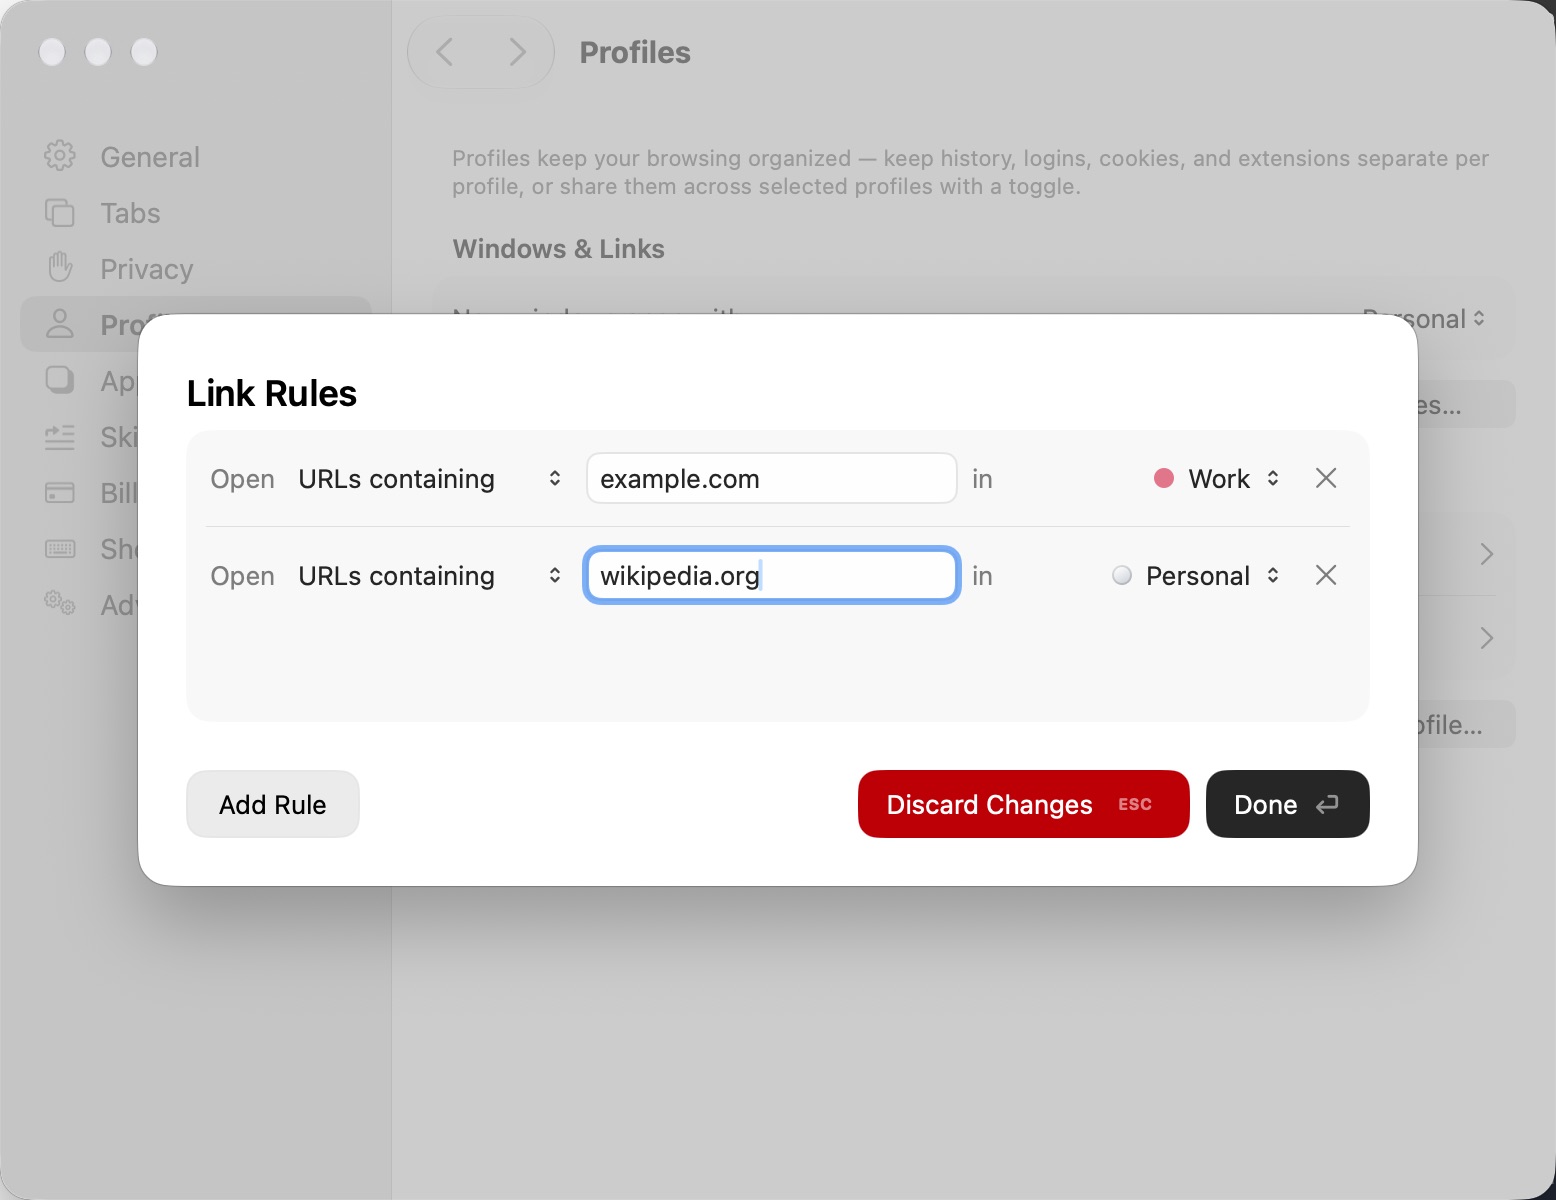 Profiles
General
Tabs
Privacy
Profiles keep your browsing organized — keep history, logins, cookies, and extensions separate per
profile, or share them across selected profiles with a toggle.
Windows & Links
Personal
Link Rules
Open URLs containing example.com in Work
Open URLs containing wikipedia.org in Personal
Add Rule
Discard Changes ESC
Done